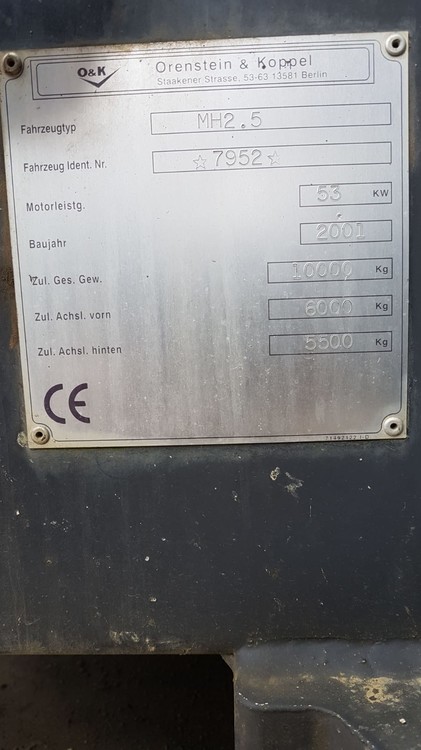 O&K Orenstein & Koppel
Staakener Strasse, 53-63 13581 Berlin
Fahrzeugtyp MH2.5
Fahrzeug Ident. Nr. ☆7952☆
Motorleistg. 53 KW
Baujahr 2001
Zul. Ges. Gew. 10000 Kg
Zul. Achsl. vorn 6000 Kg
Zul. Achsl. hinten 5500 Kg
CE